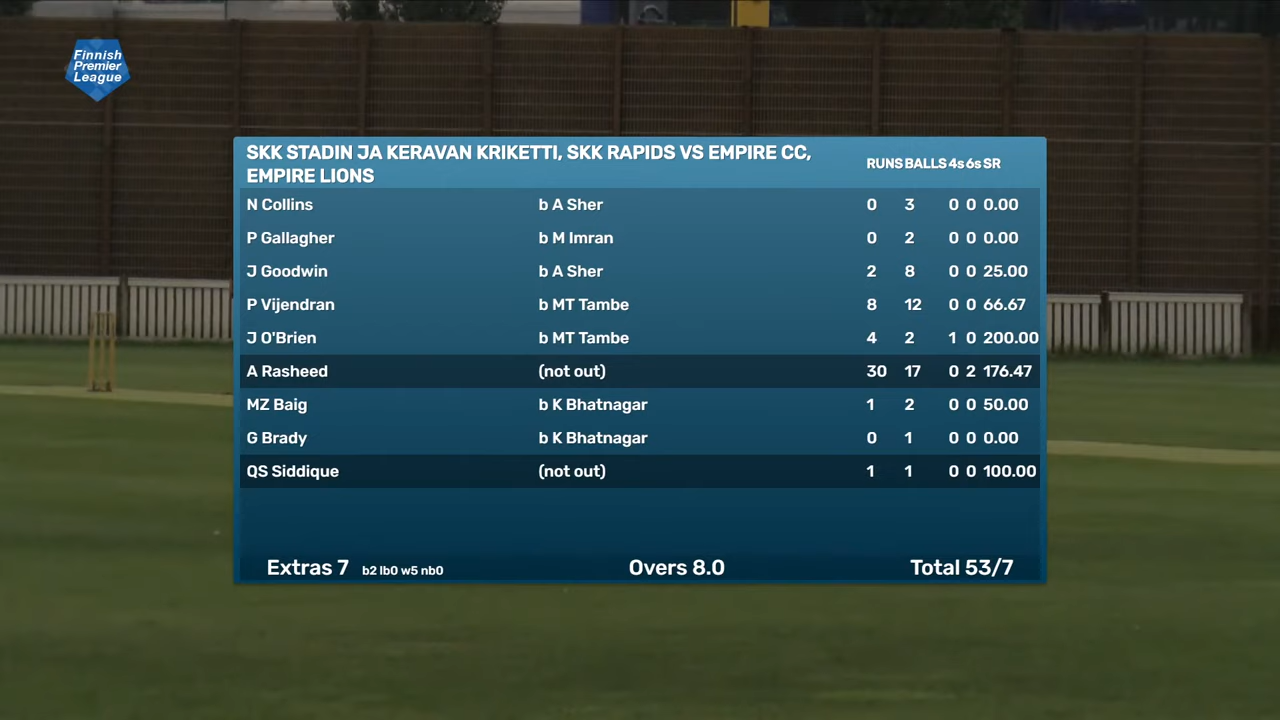 Finnish
Premier
League
SKK STADIN JA KERAVAN KRIKETTI, SKK RAPIDS VS EMPIRE CC, EMPIRE LIONS RUNS BALLS 4s 6s SR
N Collins b A Sher 0 3 0 0 0.00
P Gallagher b M Imran 0 2 0 0 0.00
J Goodwin b A Sher 2 8 0 0 25.00
P Vijendran b MT Tambe 8 12 0 0 66.67
J O'Brien b MT Tambe 4 2 1 0 200.00
A Rasheed (not out) 30 17 0 2 176.47
MZ Baig b K Bhatnagar 1 2 0 0 50.00
G Brady b K Bhatnagar 0 1 0 0 0.00
QS Siddique (not out) 1 1 0 0 100.00
Extras 7 b2 lb0 w5 nb0 Overs 8.0 Total 53/7